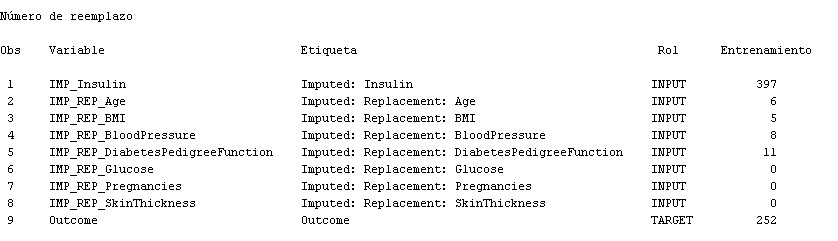 Número de reemplazo
Obs Variable Etiqueta Rol Entrenamiento
1 IMP_Insulin Imputed: Insulin INPUT 397
2 IMP_REP_Age Imputed: Replacement: Age INPUT 6
3 IMP_REP_BMI Imputed: Replacement: BMI INPUT 5
4 IMP_REP_BloodPressure Imputed: Replacement: BloodPressure INPUT 8
5 IMP_REP_DiabetesPedigreeFunction Imputed: Replacement: DiabetesPedigreeFunction INPUT 11
6 IMP_REP_Glucose Imputed: Replacement: Glucose INPUT 0
7 IMP_REP_Pregnancies Imputed: Replacement: Pregnancies INPUT 0
8 IMP_REP_SkinThickness Imputed: Replacement: SkinThickness INPUT 0
9 Outcome Outcome TARGET 252